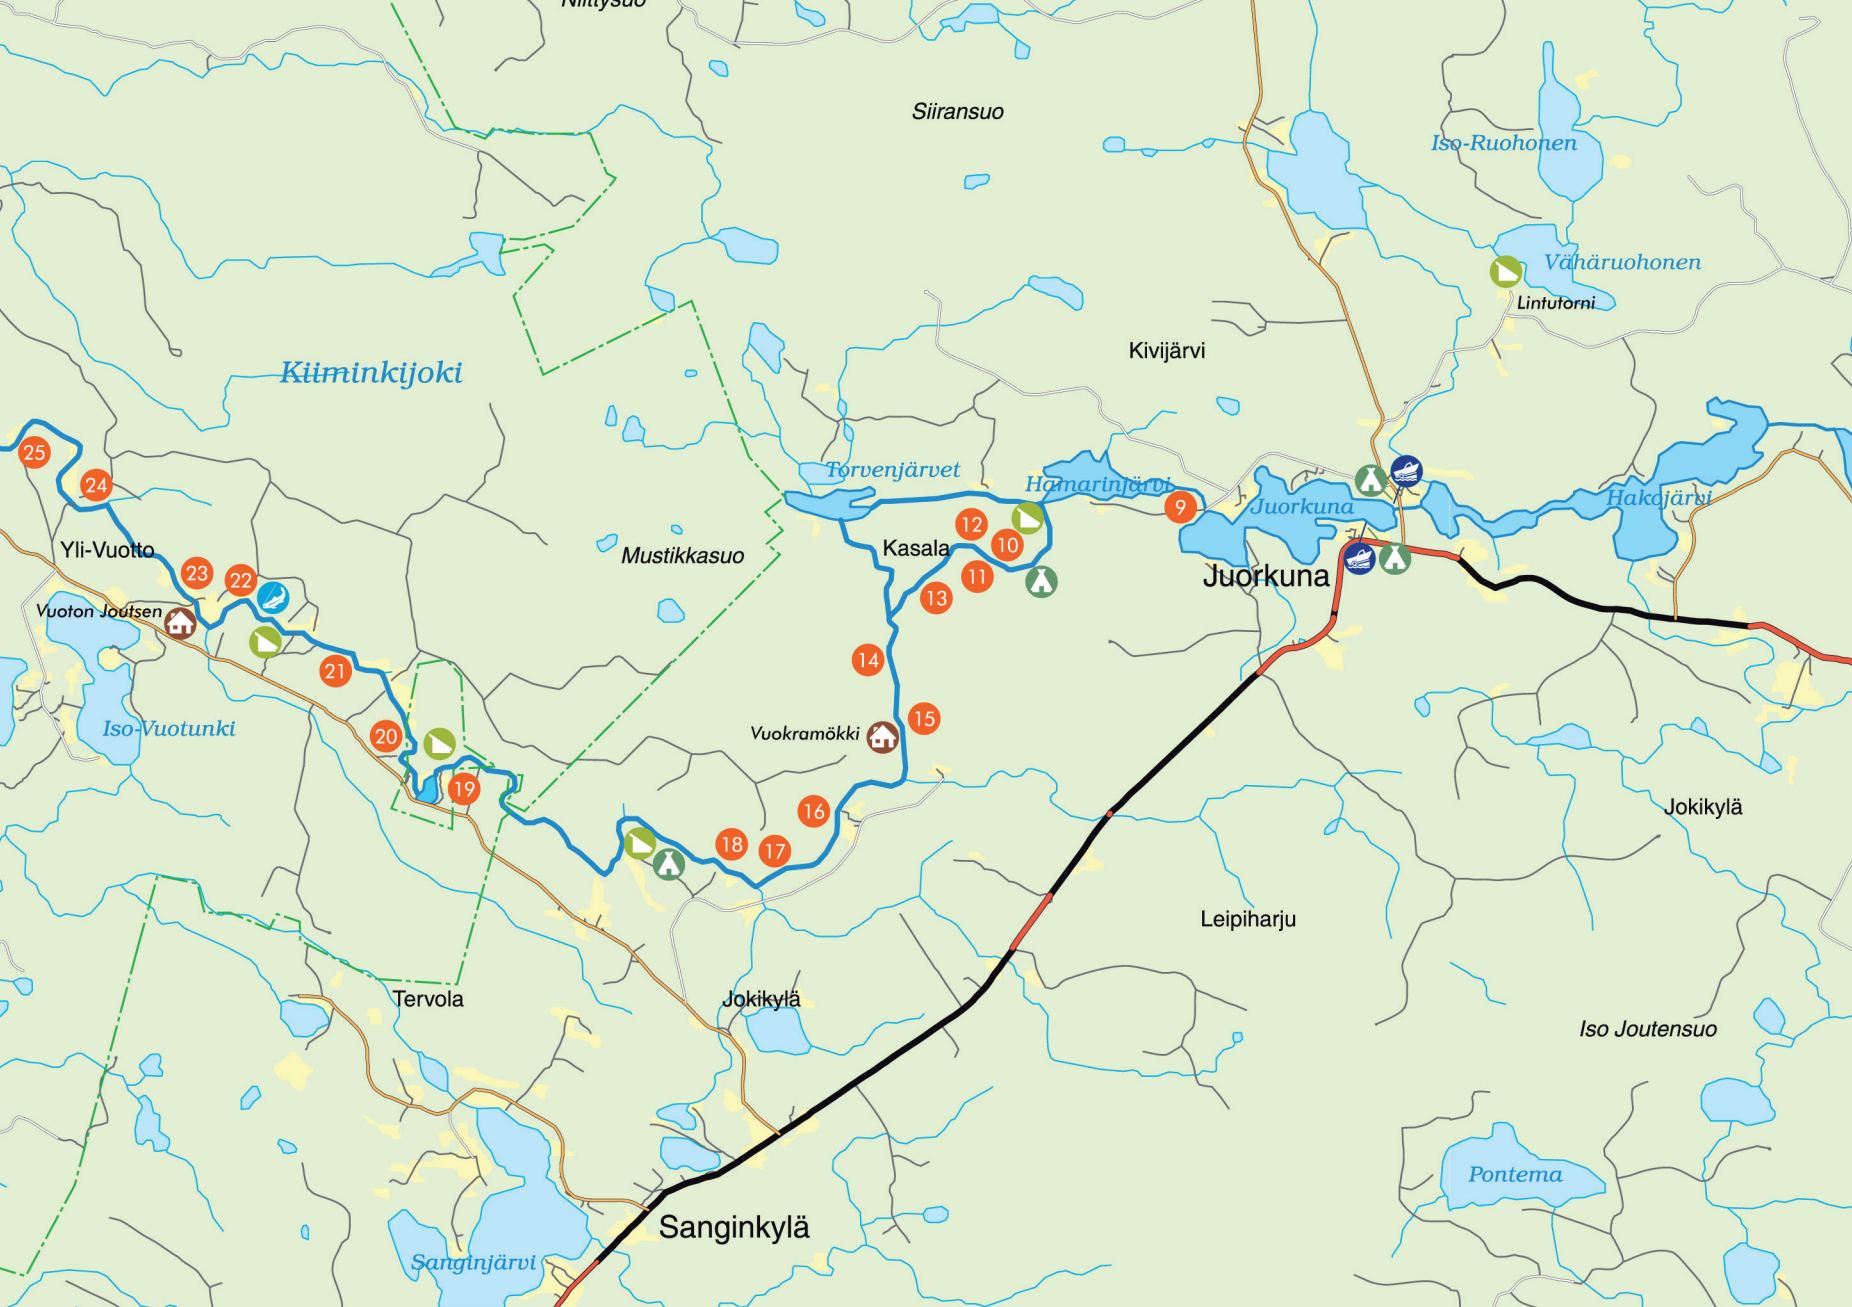 Niittysuo
Siiransuo
Iso-Ruohonen
Vähäruohonen
Lintutorni
Kivijärvi
Kiiminkijoki
25
24
Torvenjärvet
Hamarinjärvi
9
Juorkuna
Hakojärvi
12
10
Kasala
11
13
Mustikkasuo
Juorkuna
Yli-Vuotto
23
22
Vuoton Joutsen
21
14
15
Vuokramökki
Iso-Vuotunki
20
19
16
18
17
Jokikylä
Leipiharju
Tervola
Jokikylä
Iso Joutensuo
Pontema
Sanginkylä
Sanginjärvi